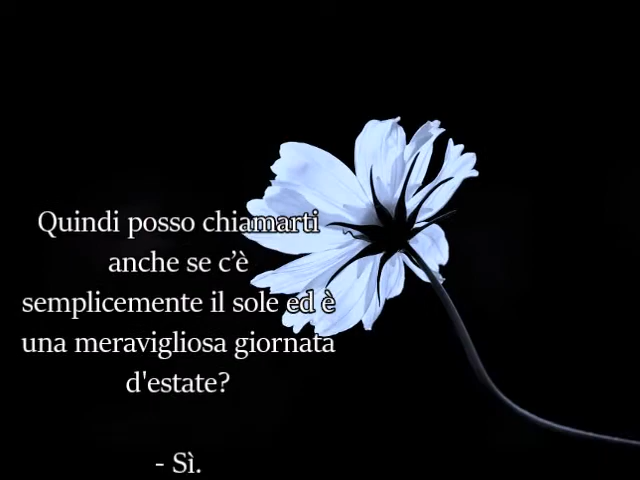 Quindi posso chiamarti
anche se c’è
semplicemente il sole ed è
una meravigliosa giornata
d'estate?
- Sì.